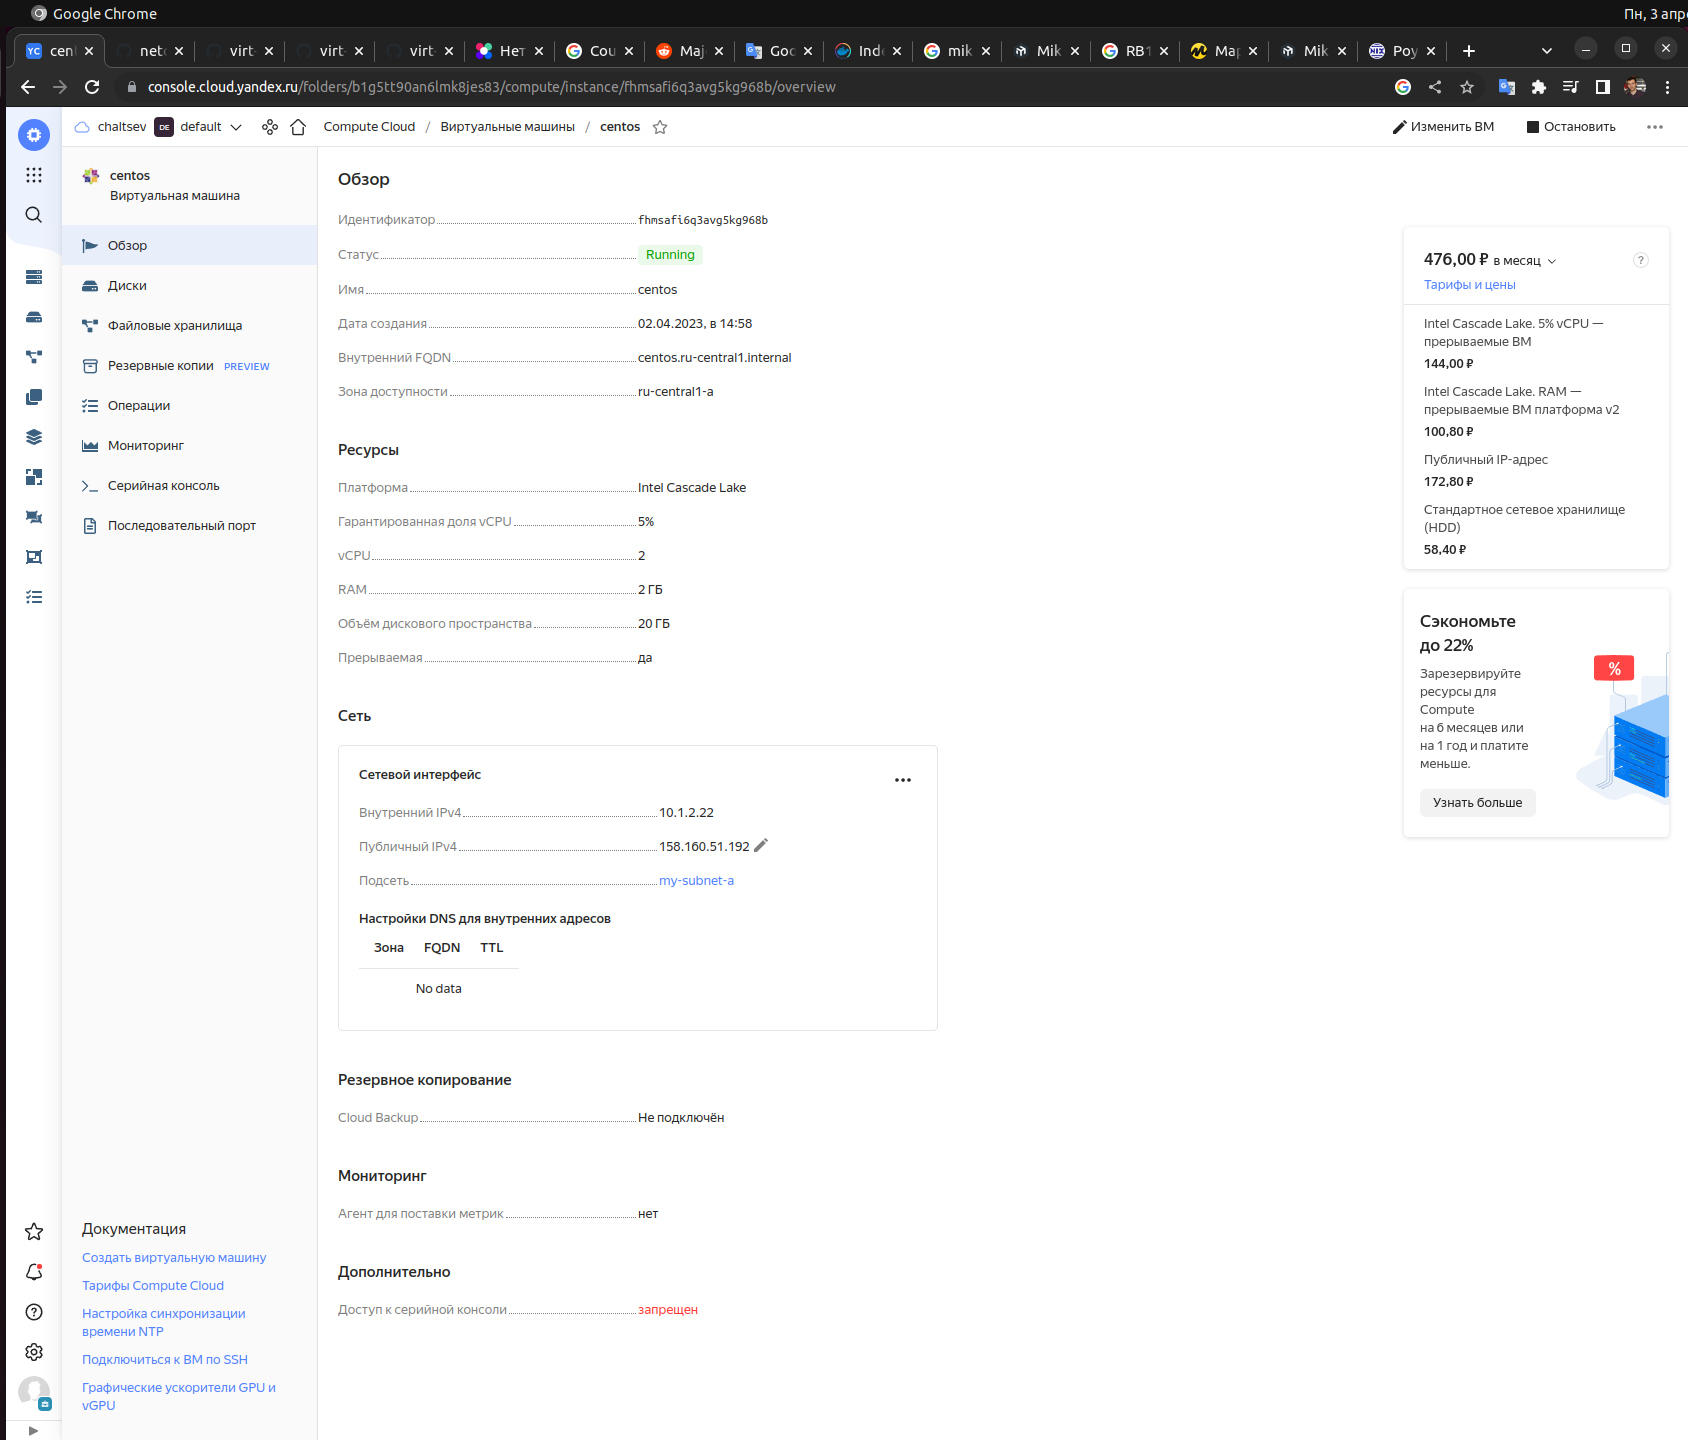 Google Chrome
Пн, 3 апре
YC cent
netc
virt-
virt-
virt-
Нет
Cou
Maj
Goo
Inde
mik
Mik
RB1
Мар
Mik
Роу
console.cloud.yandex.ru/folders/b1g5tt90an6lmk8jes83/compute/instance/fhmsafi6q3avg5kg968b/overview
chaltsev DE default Compute Cloud / Виртуальные машины / centos Изменить ВМ Остановить
centos
Виртуальная машина
Обзор
Диски
Файловые хранилища
Резервные копии PREVIEW
Операции
Мониторинг
Серийная консоль
Последовательный порт
Документация
Создать виртуальную машину
Тарифы Compute Cloud
Настройка синхронизации
времени NTP
Подключиться к ВМ по SSH
Графические ускорители GPU и
vGPU
Обзор
Идентификатор fhmsafi6q3avg5kg968b
Статус Running
Имя centos
Дата создания 02.04.2023, в 14:58
Внутренний FQDN centos.ru-central1.internal
Зона доступности ru-central1-a
Ресурсы
Платформа Intel Cascade Lake
Гарантированная доля vCPU 5%
vCPU 2
RAM 2 ГБ
Объём дискового пространства 20 ГБ
Прерываемая да
Сеть
Сетевой интерфейс
Внутренний IPv4 10.1.2.22
Публичный IPv4 158.160.51.192
Подсеть my-subnet-a
Настройки DNS для внутренних адресов
Зона FQDN TTL
No data
Резервное копирование
Cloud Backup Не подключён
Мониторинг
Агент для поставки метрик нет
Дополнительно
Доступ к серийной консоли запрещен
476,00 ₽ в месяц ?
Тарифы и цены
Intel Cascade Lake. 5% vCPU —
прерываемые ВМ
144,00 ₽
Intel Cascade Lake. RAM —
прерываемые ВМ платформа v2
100,80 ₽
Публичный IP-адрес
172,80 ₽
Стандартное сетевое хранилище
(HDD)
58,40 ₽
Сэкономьте
до 22%
Зарезервируйте
ресурсы для
Compute
на 6 месяцев или
на 1 год и платите
меньше.
%
Узнать больше